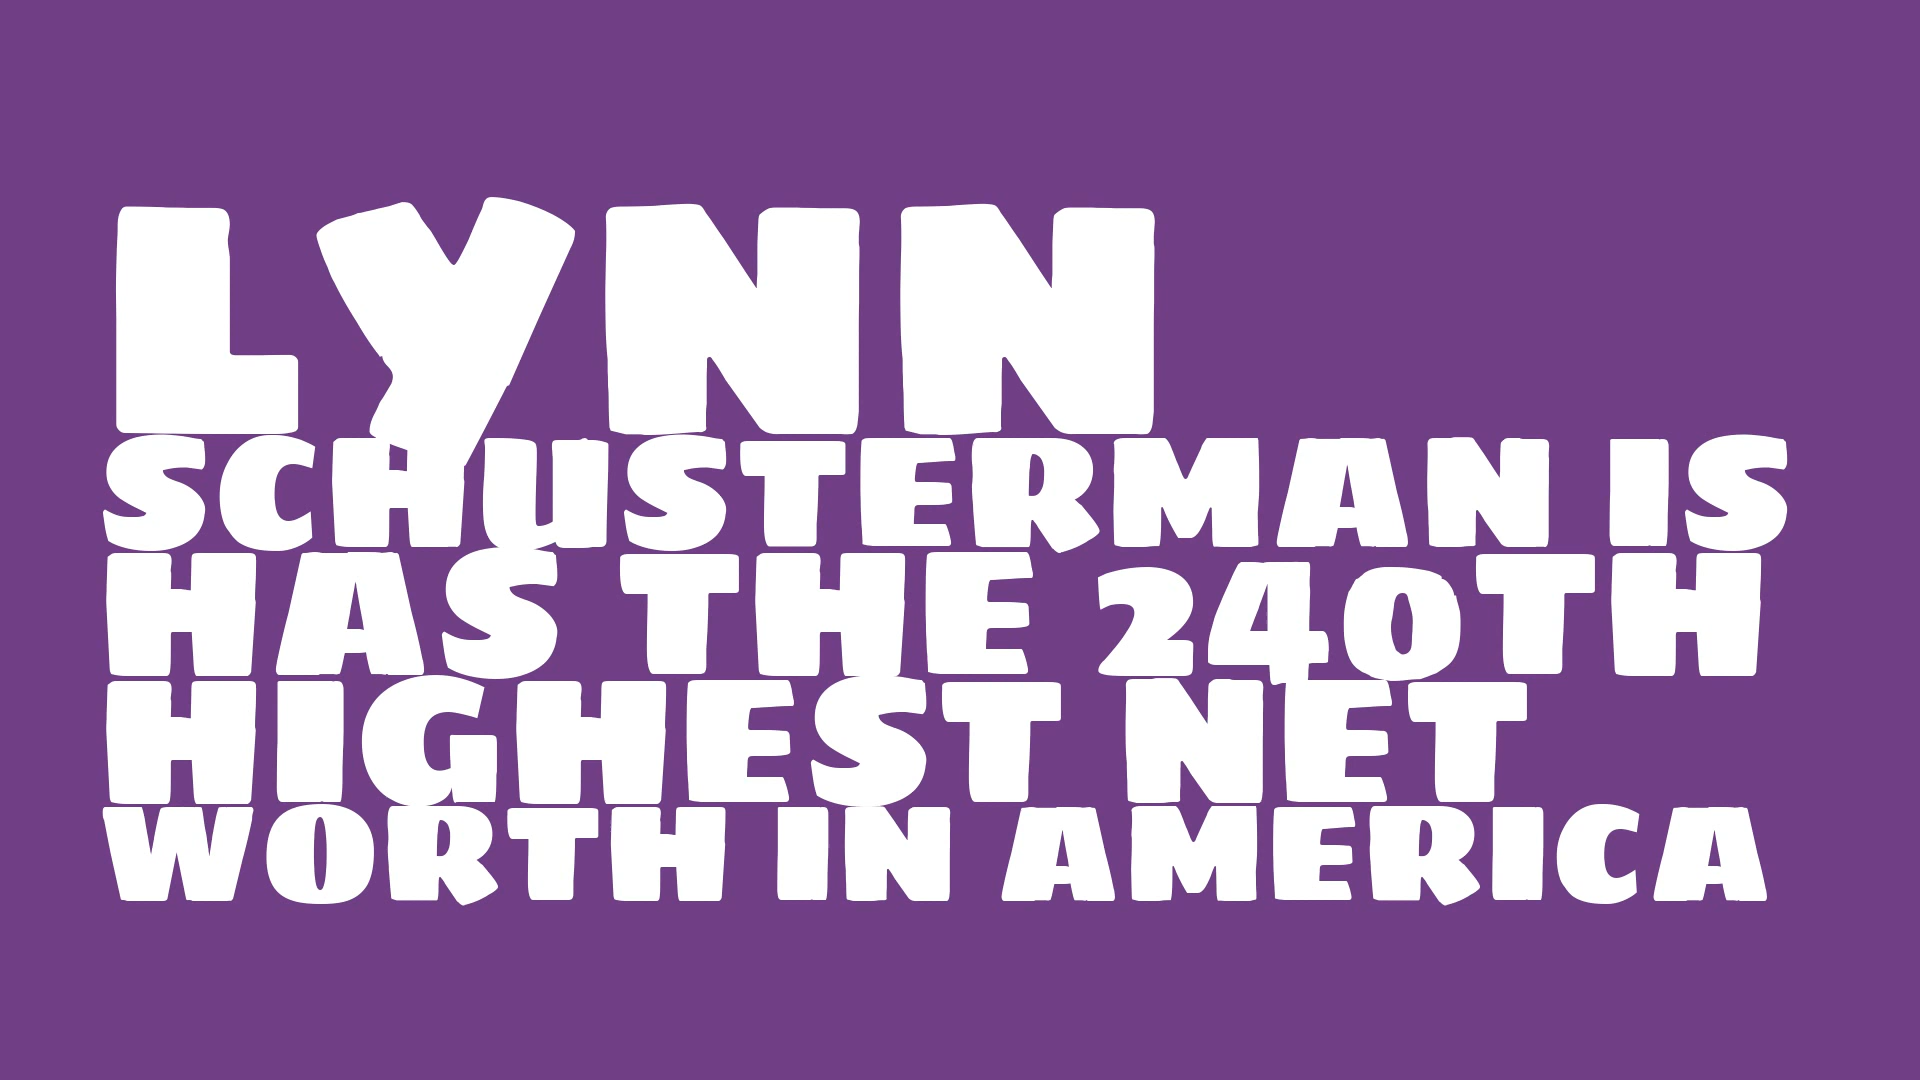 LYNN
SCHUSTERMAN IS
HAS THE 240TH
HIGHEST NET
WORTH IN AMERICA